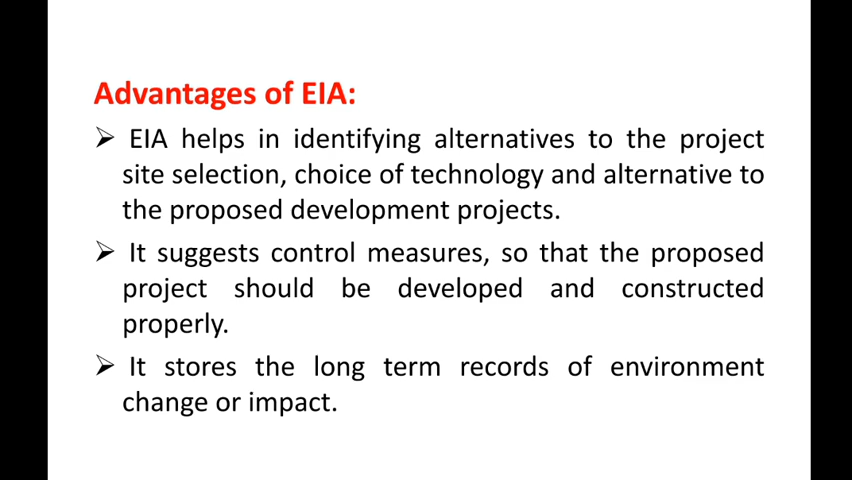 Advantages of EIA:
➢ EIA helps in identifying alternatives to the project
site selection, choice of technology and alternative to
the proposed development projects.
➢ It suggests control measures, so that the proposed
project should be developed and constructed
properly.
➢ It stores the long term records of environment
change or impact.